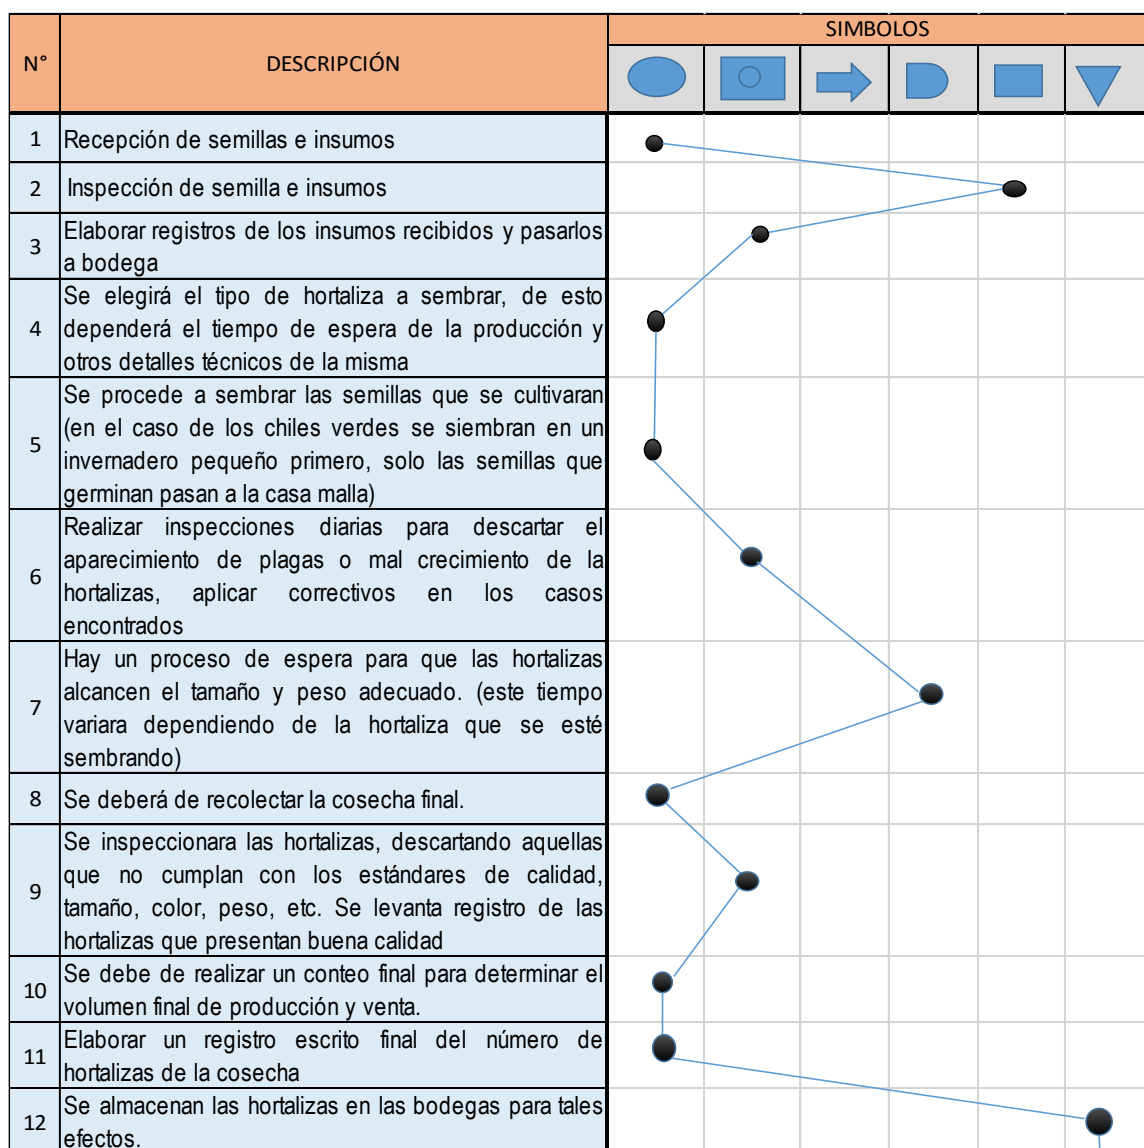 SIMBOLOS
N°
DESCRIPCIÓN
1
Recepción de semillas e insumos
2
Inspección de semilla e insumos
3
Elaborar registros de los insumos recibidos y pasarlos
a bodega
4
Se elegirá el tipo de hortaliza a sembrar, de esto
dependerá el tiempo de espera de la producción y
otros detalles técnicos de la misma
5
Se procede a sembrar las semillas que se cultivaran
(en el caso de los chiles verdes se siembran en un
invernadero pequeño primero, solo las semillas que
germinan pasan a la casa malla)
6
Realizar inspecciones diarias para descartar el
aparecimiento de plagas o mal crecimiento de la
hortalizas, aplicar correctivos en los casos
encontrados
7
Hay un proceso de espera para que las hortalizas
alcancen el tamaño y peso adecuado. (este tiempo
variara dependiendo de la hortaliza que se esté
sembrando)
8
Se deberá de recolectar la cosecha final.
9
Se inspeccionara las hortalizas, descartando aquellas
que no cumplan con los estándares de calidad,
tamaño, color, peso, etc. Se levanta registro de las
hortalizas que presentan buena calidad
10
Se debe de realizar un conteo final para determinar el
volumen final de producción y venta.
11
Elaborar un registro escrito final del número de
hortalizas de la cosecha
12
Se almacenan las hortalizas en las bodegas para tales
efectos.